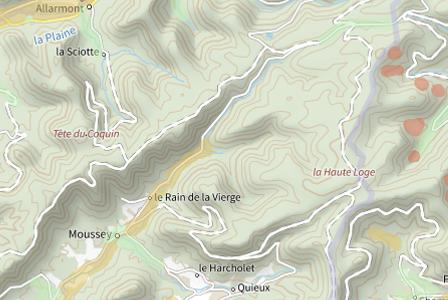 Allarmont
la Plaine
la Sciotte
Tête du Coquin
la Haute Loge
le Rain de la Vierge
Moussey
le Harcholet
Quieux